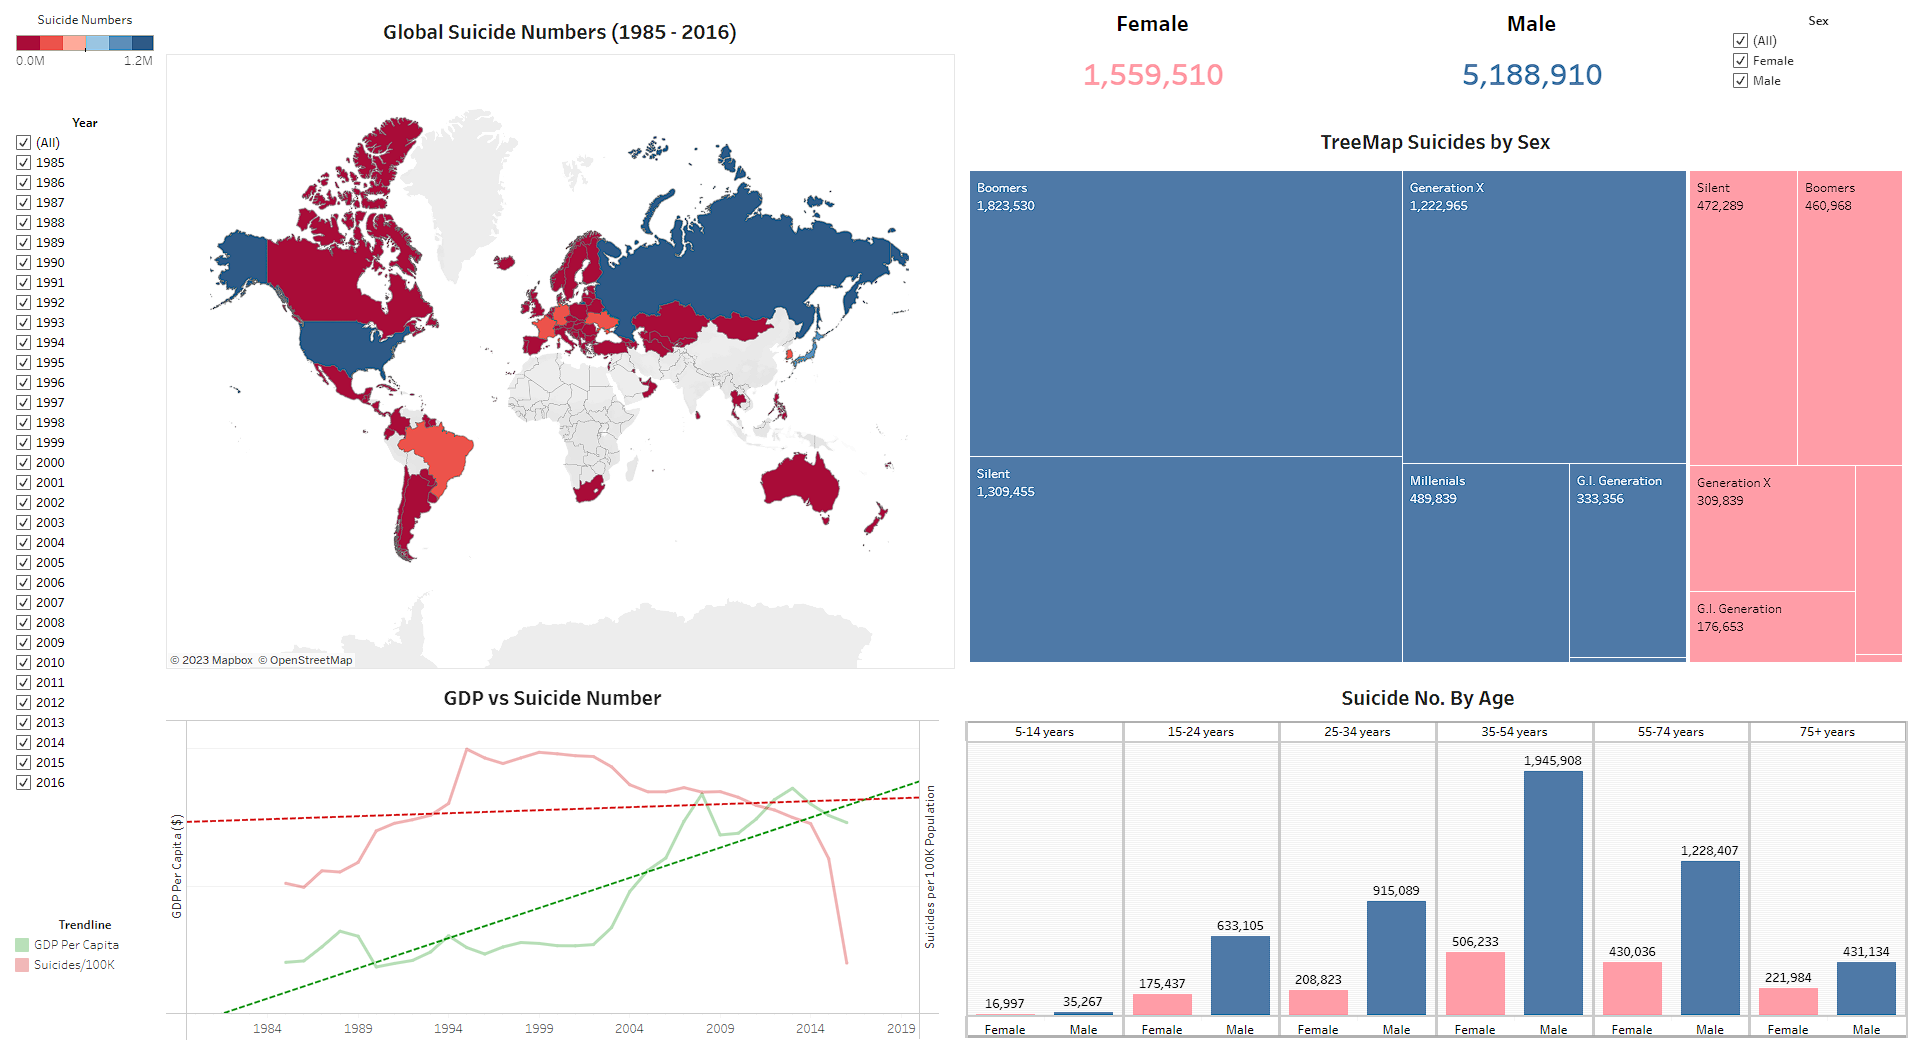 Suicide Numbers
0.0M 1.2M
Year
(All)
1985
1986
1987
1988
1989
1990
1991
1992
1993
1994
1995
1996
1997
1998
1999
2000
2001
2002
2003
2004
2005
2006
2007
2008
2009
2010
2011
2012
2013
2014
2015
2016
Trendline
GDP Per Capita
Suicides/100K
Global Suicide Numbers (1985 - 2016)
© 2023 Mapbox © OpenStreetMap
Female
1,559,510
Male
5,188,910
Sex
(All)
Female
Male
TreeMap Suicides by Sex
Boomers
1,823,530
Generation X
1,222,965
Silent
472,289
Boomers
460,968
Silent
1,309,455
Millenials
489,839
G.I. Generation
333,356
Generation X
309,839
G.I. Generation
176,653
GDP vs Suicide Number
GDP Per Capita ($)
Suicides per 100K Population
1984 1989 1994 1999 2004 2009 2014 2019
Suicide No. By Age
5-14 years 15-24 years 25-34 years 35-54 years 55-74 years 75+ years
16,997 35,267 175,437 633,105 208,823 915,089 506,233 1,945,908 430,036 1,228,407 221,984 431,134
Female Male Female Male Female Male Female Male Female Male Female Male